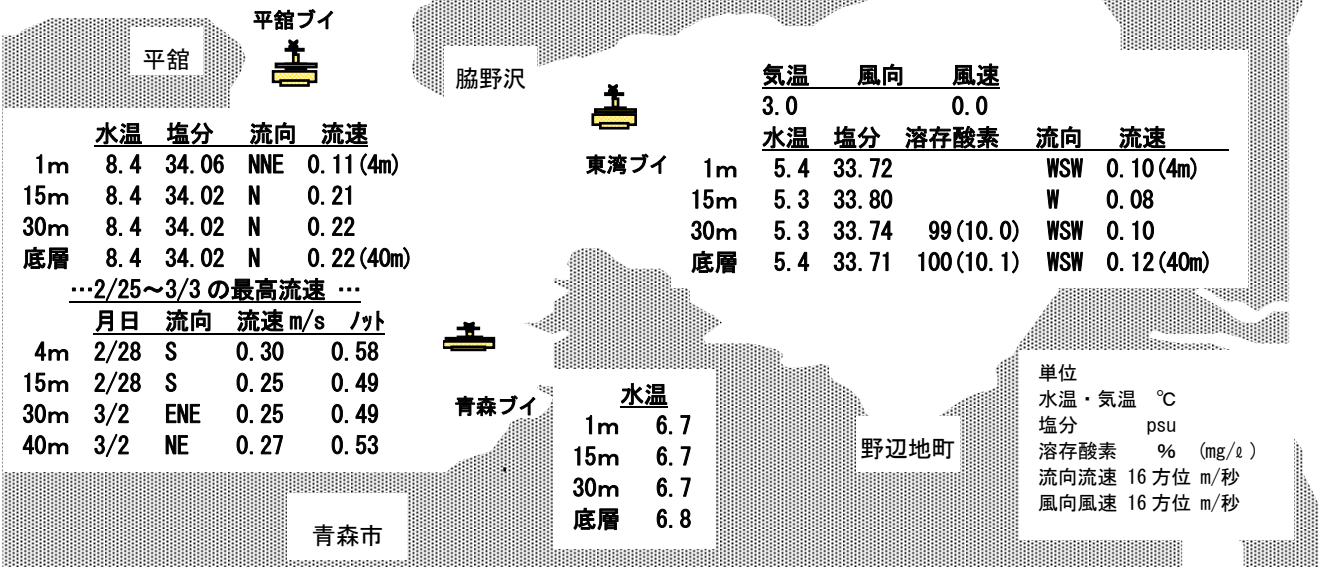 平舘ブイ
平舘
水温 塩分 流向 流速
1m 8.4 34.06 NNE 0.11(4m)
15m 8.4 34.02 N 0.21
30m 8.4 34.02 N 0.22
底層 8.4 34.02 N 0.22(40m)
…2/25～3/3の最高流速 …
月日 流向 流速m/s ﾉｯﾄ
4m 2/28 S 0.30 0.58
15m 2/28 S 0.25 0.49
30m 3/2 ENE 0.25 0.49
40m 3/2 NE 0.27 0.53
脇野沢
東湾ブイ
気温 風向 風速
3.0 0.0
水温 塩分 溶存酸素 流向 流速
1m 5.4 33.72 WSW 0.10(4m)
15m 5.3 33.80 W 0.08
30m 5.3 33.74 99(10.0) WSW 0.10
底層 5.4 33.71 100(10.1) WSW 0.12(40m)
青森ブイ
水温
1m 6.7
15m 6.7
30m 6.7
底層 6.8
青森市
野辺地町
単位
水温・気温 ℃
塩分 psu
溶存酸素 % (mg/ℓ)
流向流速 16方位 m/秒
風向風速 16方位 m/秒